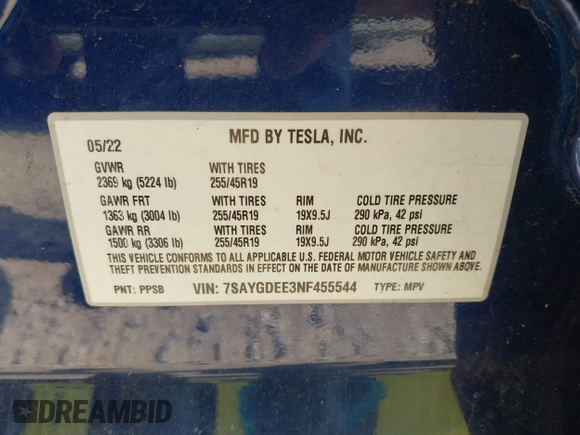 05/22 MFD BY TESLA, INC.
GVWR WITH TIRES
2369 kg (5224 lb) 255/45R19
GAWR FRT WITH TIRES RIM COLD TIRE PRESSURE
1363 kg (3004 lb) 255/45R19 19X9.5J 290 kPa, 42 psi
GAWR RR WITH TIRES RIM COLD TIRE PRESSURE
1500 kg (3306 lb) 255/45R19 19X9.5J 290 kPa, 42 psi
THIS VEHICLE CONFORMS TO ALL APPLICABLE U.S. FEDERAL MOTOR VEHICLE SAFETY AND
THEFT PREVENTION STANDARDS IN EFFECT ON THE DATE OF MANUFACTURE SHOWN ABOVE.
PNT: PPSB VIN: 7SAYGDEE3NF455544 TYPE: MPV
DREAMBID